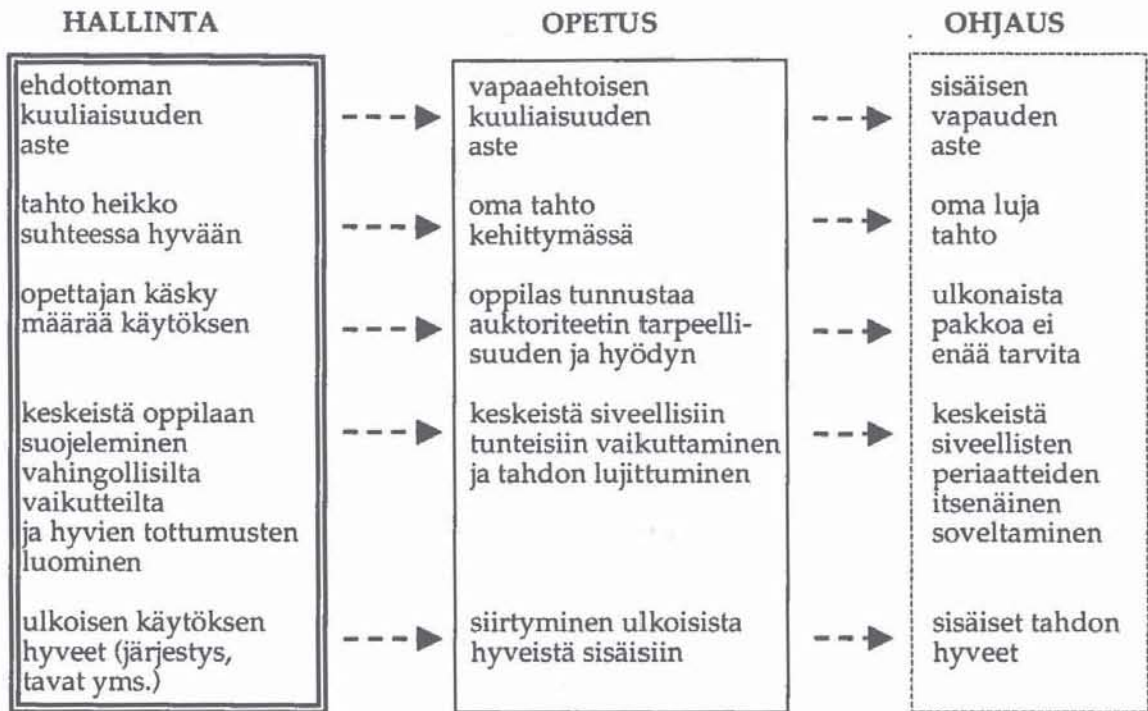 HALLINTA
ehdottoman
kuuliaisuuden
aste
tahto heikko
suhteessa hyvään
opettajan käsky
määrää käytöksen
keskeistä oppilaan
suojeleminen
vahingollisilta
vaikutteilta
ja hyvien tottumusten
luominen
ulkoisen käytöksen
hyveet (järjestys,
tavat yms.)
OPETUS
vapaaehtoisen
kuuliaisuuden
aste
oma tahto
kehittymässä
oppilas tunnustaa
auktoriteetin tarpeelli-
suuden ja hyödyn
keskeistä siveellisiin
tunteisiin vaikuttaminen
ja tahdon lujittuminen
siirtyminen ulkoisista
hyveistä sisäisiin
OHJAUS
sisäisen
vapauden
aste
oma luja
tahto
ulkonaista
pakkoa ei
enää tarvita
keskeistä
siveellisten
periaatteiden
itsenäinen
soveltaminen
sisäiset tahdon
hyveet